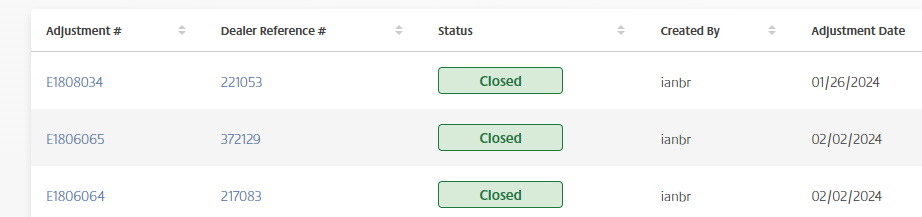 Adjustment # Dealer Reference # Status Created By Adjustment Date
E1808034 221053 Closed ianbr 01/26/2024
E1806065 372129 Closed ianbr 02/02/2024
E1806064 217083 Closed ianbr 02/02/2024